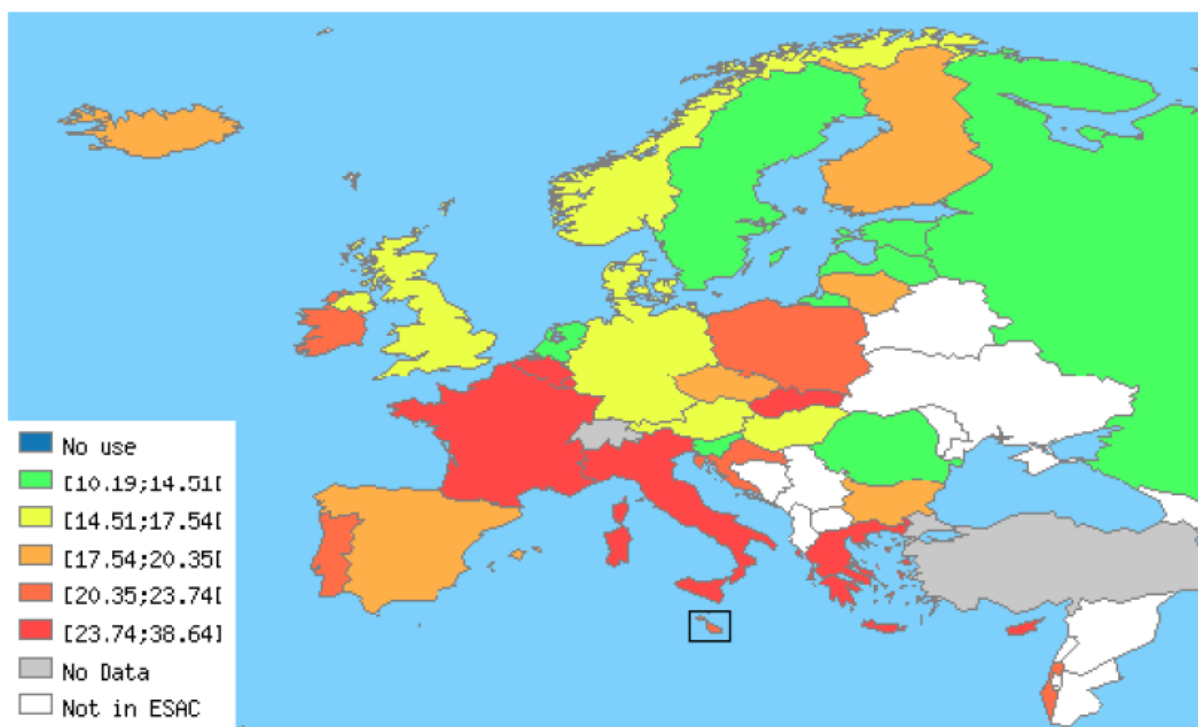 No use
[10.19;14.51[
[14.51;17.54[
[17.54;20.35[
[20.35;23.74[
[23.74;38.64]
No Data
Not in ESAC